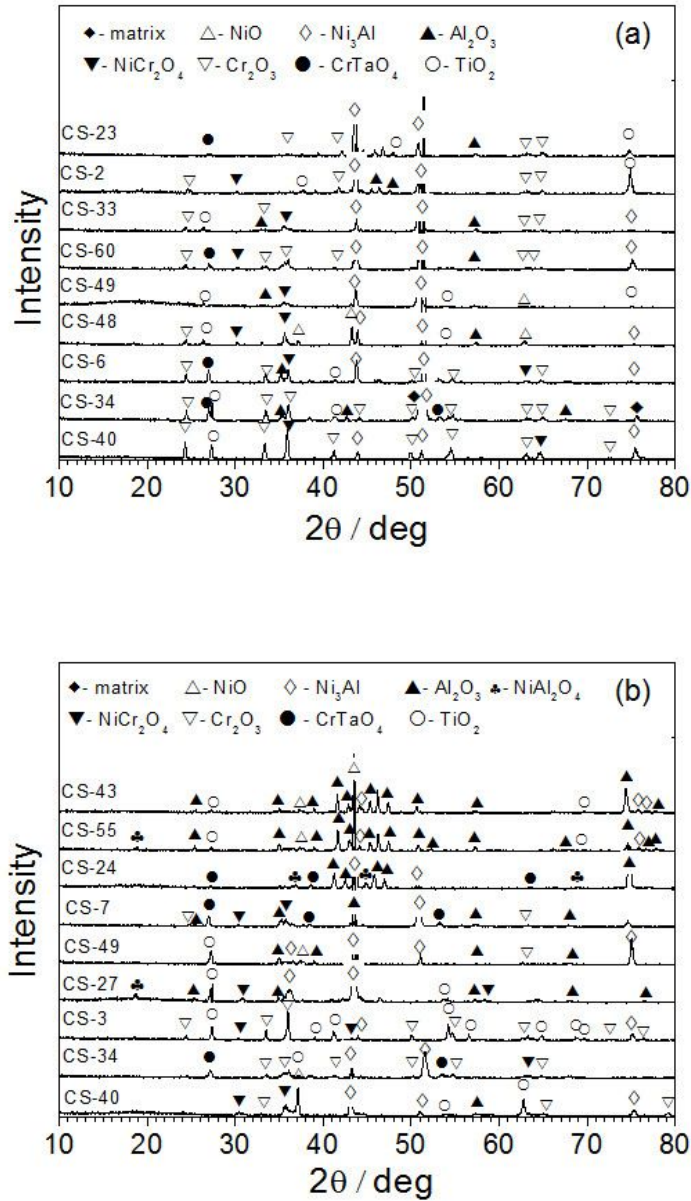 (a)
◆- matrix △- NiO ◇- Ni₃Al ▲- Al₂O₃
▼- NiCr₂O₄ ▽- Cr₂O₃ ●- CrTaO₄ ○- TiO₂
CS-23
CS-2
CS-33
CS-60
CS-49
CS-48
CS-6
CS-34
CS-40
Intensity
10 20 30 40 50 60 70 80
2θ / deg
(b)
◆- matrix △- NiO ◇- Ni₃Al ▲- Al₂O₃ ♣- NiAl₂O₄
▼- NiCr₂O₄ ▽- Cr₂O₃ ●- CrTaO₄ ○- TiO₂
CS-43
CS-55
CS-24
CS-7
CS-49
CS-27
CS-3
CS-34
CS-40
Intensity
10 20 30 40 50 60 70 80
2θ / deg